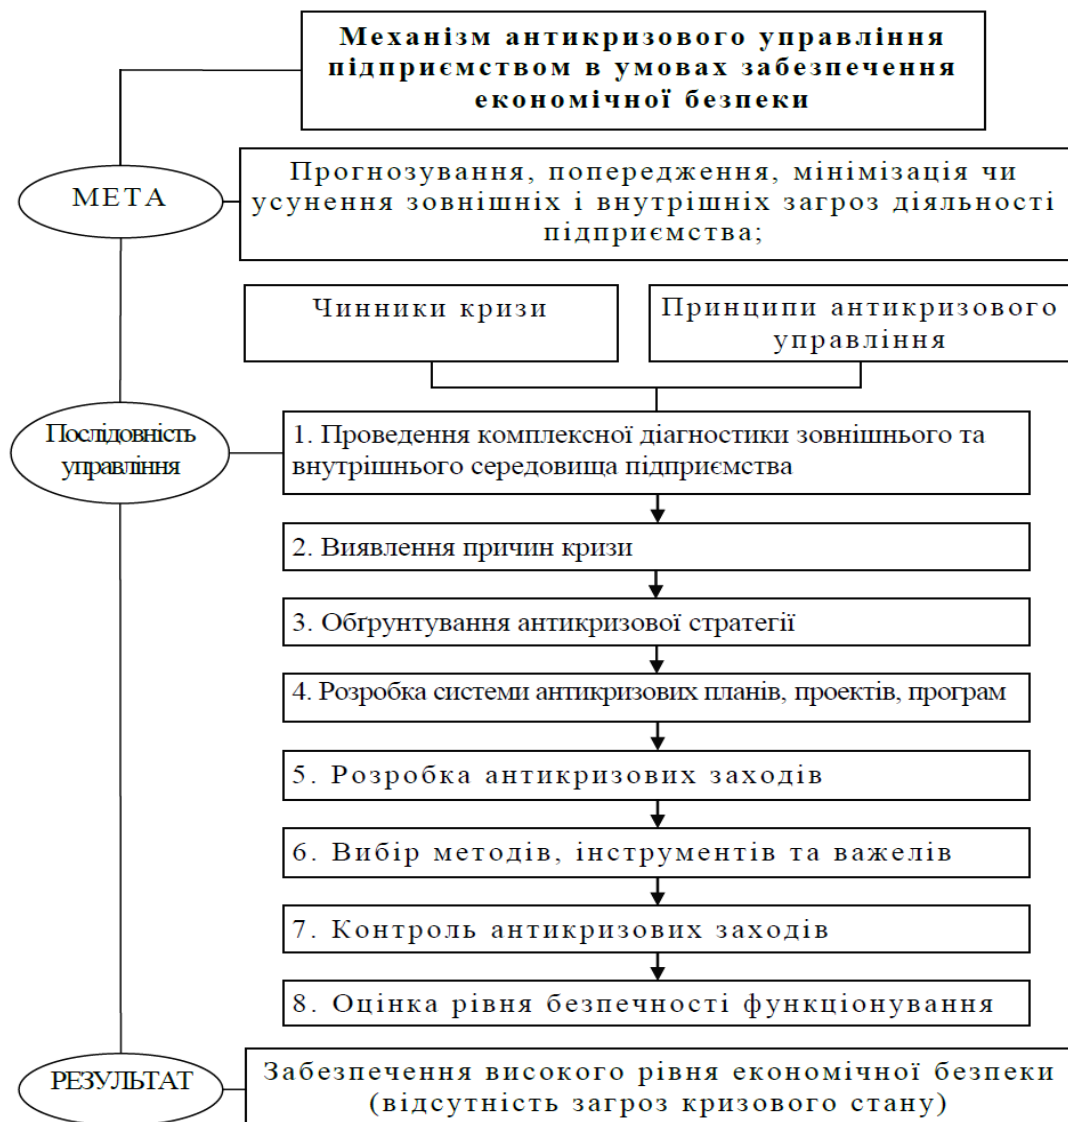 Механізм антикризового управління
підприємством в умовах забезпечення
економічної безпеки
МЕТА
Прогнозування, попередження, мінімізація чи
усунення зовнішніх і внутрішніх загроз діяльності
підприємства;
Чинники кризи
Принципи антикризового
управління
Послідовність
управління
1. Проведення комплексної діагностики зовнішнього та
внутрішнього середовища підприємства
2. Виявлення причин кризи
3. Обґрунтування антикризової стратегії
4. Розробка системи антикризових планів, проектів, програм
5. Розробка антикризових заходів
6. Вибір методів, інструментів та важелів
7. Контроль антикризових заходів
8. Оцінка рівня безпечності функціонування
РЕЗУЛЬТАТ
Забезпечення високого рівня економічної безпеки
(відсутність загроз кризового стану)